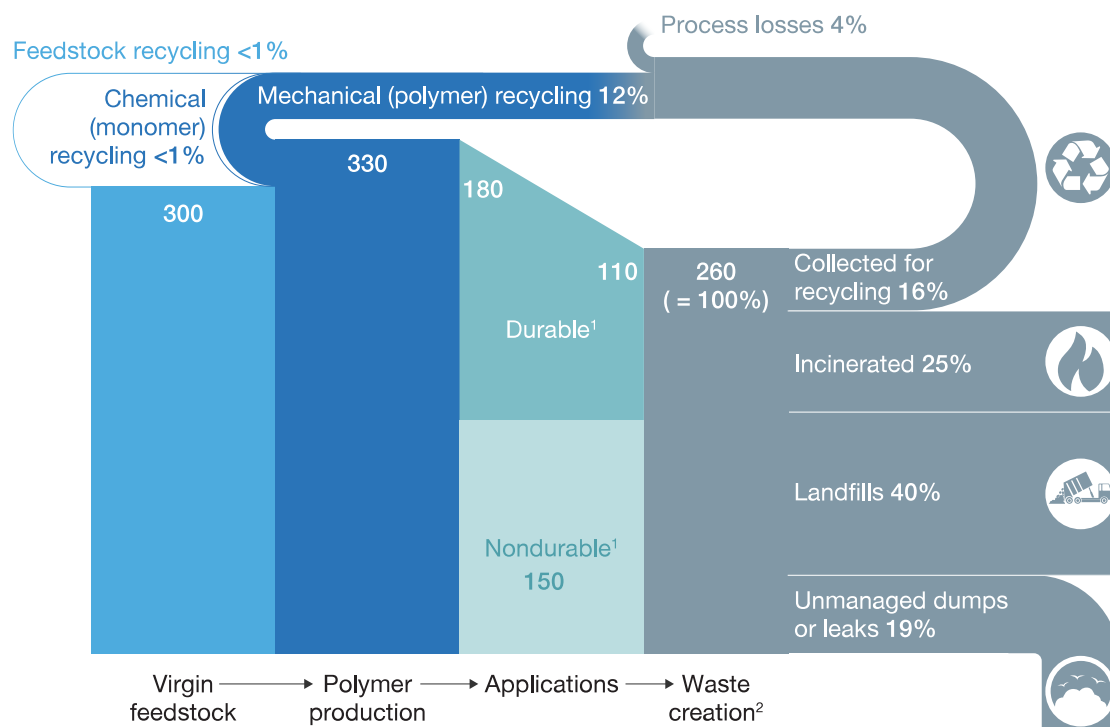 Process losses 4%
Feedstock recycling <1%
Chemical
(monomer)
recycling <1%
Mechanical (polymer) recycling 12%
300
330
180
110
260
( = 100%)
Durable¹
Nondurable¹
150
Collected for
recycling 16%
Incinerated 25%
Landfills 40%
Unmanaged dumps
or leaks 19%
Virgin
feedstock
Polymer
production
Applications
Waste
creation²